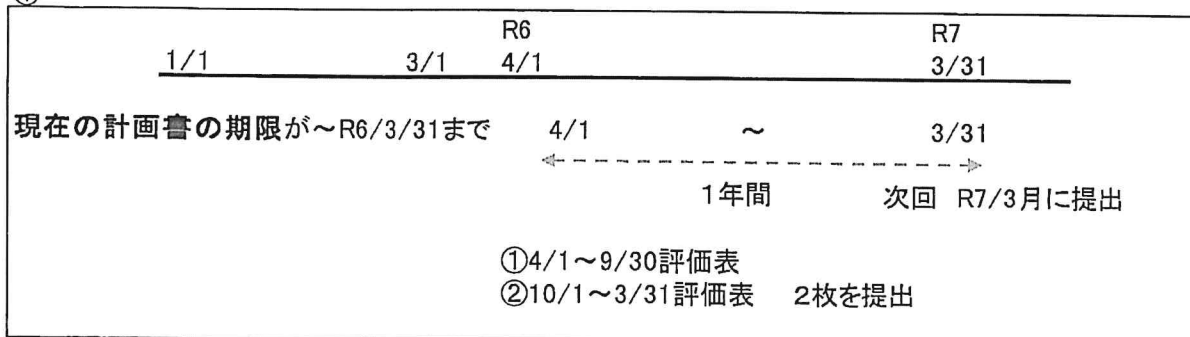 R6 R7
1/1 3/1 4/1 3/31
現在の計画書の期限が～R6/3/31まで 4/1 ～ 3/31
1年間 次回 R7/3月に提出
①4/1～9/30評価表
②10/1～3/31評価表 2枚を提出